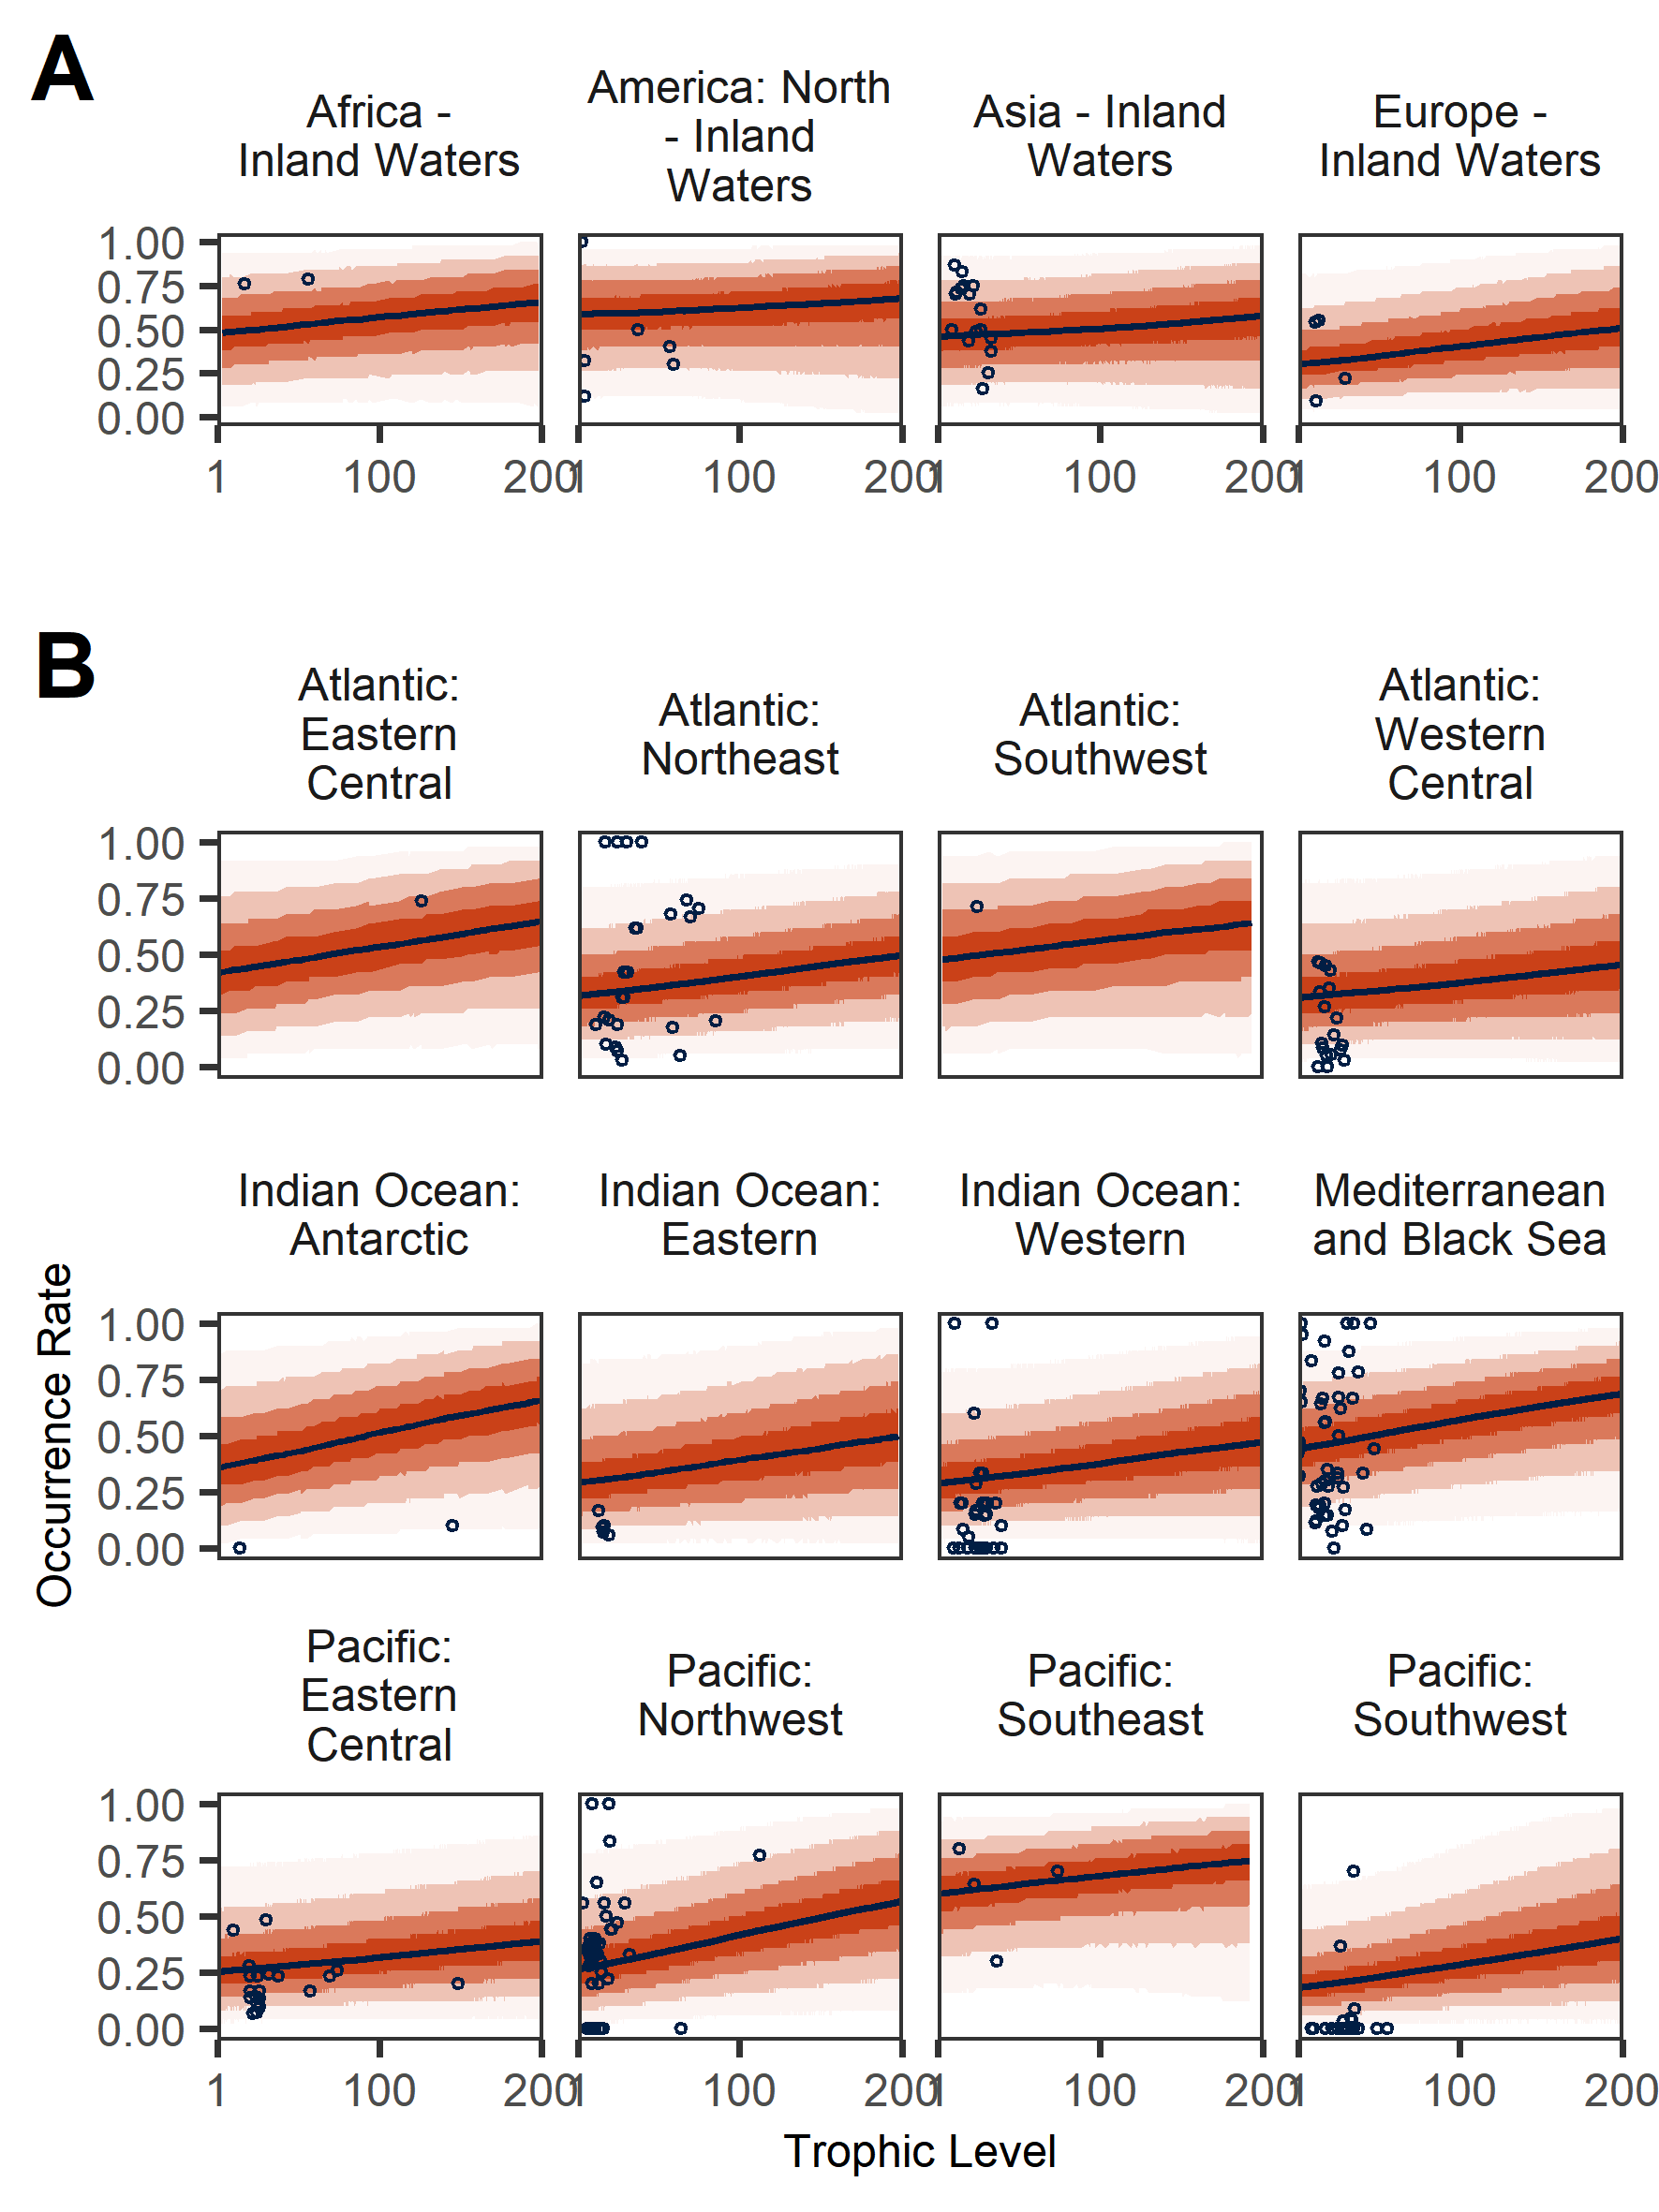 A
Africa -
Inland Waters
America: North
- Inland
Waters
Asia - Inland
Waters
Europe -
Inland Waters
1.00
0.75
0.50
0.25
0.00
1 100 200
1 100 200
1 100 200
1 100 200
B
Atlantic:
Eastern
Central
Atlantic:
Northeast
Atlantic:
Southwest
Atlantic:
Western
Central
1.00
0.75
0.50
0.25
0.00
Indian Ocean:
Antarctic
Indian Ocean:
Eastern
Indian Ocean:
Western
Mediterranean
and Black Sea
Occurrence Rate
1.00
0.75
0.50
0.25
0.00
Pacific:
Eastern
Central
Pacific:
Northwest
Pacific:
Southeast
Pacific:
Southwest
1.00
0.75
0.50
0.25
0.00
1 100 200
1 100 200
1 100 200
1 100 200
Trophic Level